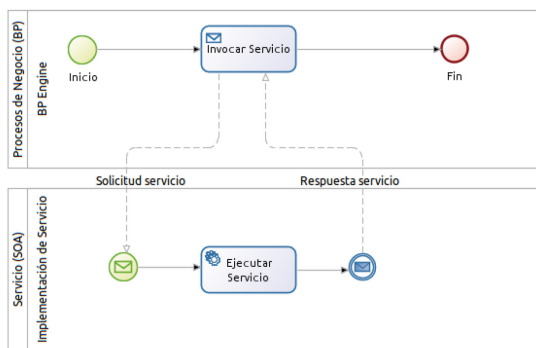 Procesos de Negocio (BP)
BP Engine
Inicio
Invocar Servicio
Fin
Solicitud servicio
Respuesta servicio
Servicio (SOA)
Implementación de Servicio
Ejecutar
Servicio